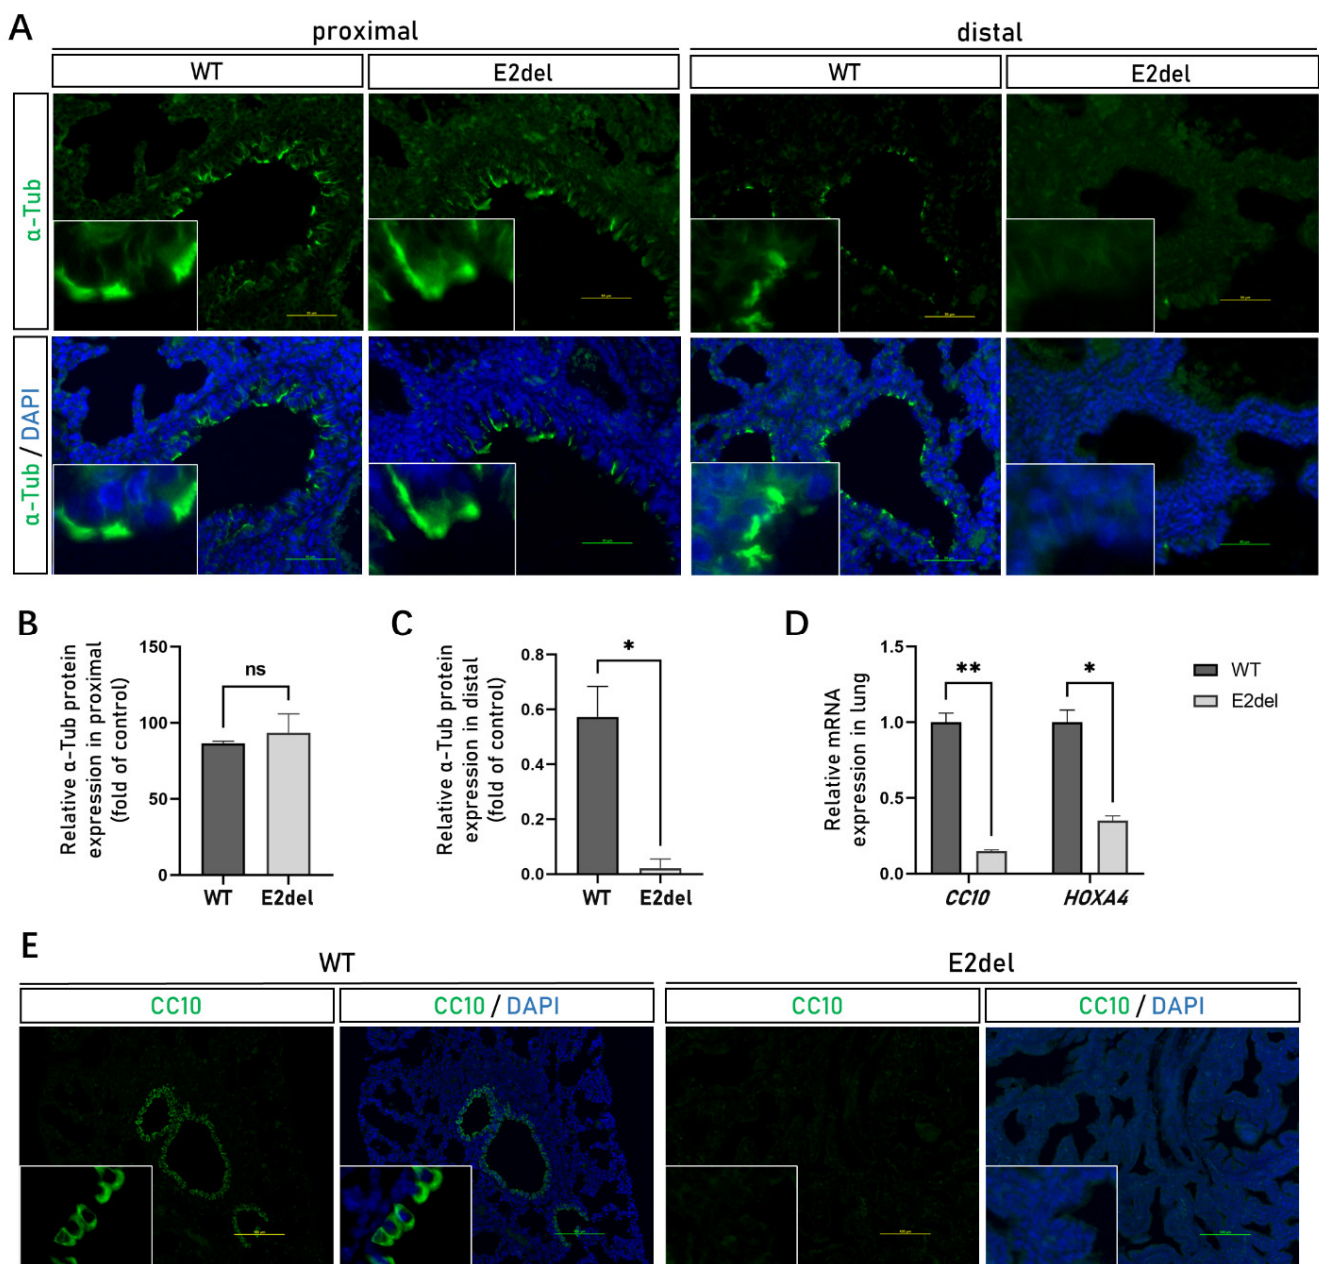 A
proximal
distal
WT
E2del
WT
E2del
α-Tub
α-Tub / DAPI
B
Relative α-Tub protein
expression in proximal
(fold of control)
150
100
50
0
ns
WT
E2del
C
Relative α-Tub protein
expression in distal
(fold of control)
0.8
0.6
0.4
0.2
0.0
*
WT
E2del
D
Relative mRNA
expression in lung
1.5
1.0
0.5
0.0
**
*
CC10
HOXA4
WT
E2del
E
WT
E2del
CC10
CC10 / DAPI
CC10
CC10 / DAPI